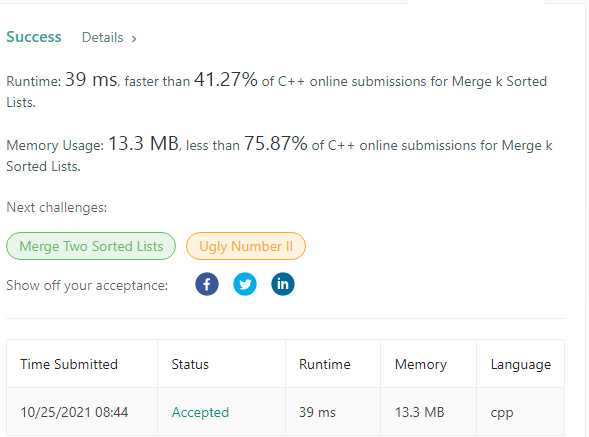 Success Details >
Runtime: 39 ms, faster than 41.27% of C++ online submissions for Merge k Sorted
Lists.
Memory Usage: 13.3 MB, less than 75.87% of C++ online submissions for Merge k
Sorted Lists.
Next challenges:
Merge Two Sorted Lists Ugly Number II
Show off your acceptance: f in
Time Submitted Status Runtime Memory Language
10/25/2021 08:44 Accepted 39 ms 13.3 MB cpp